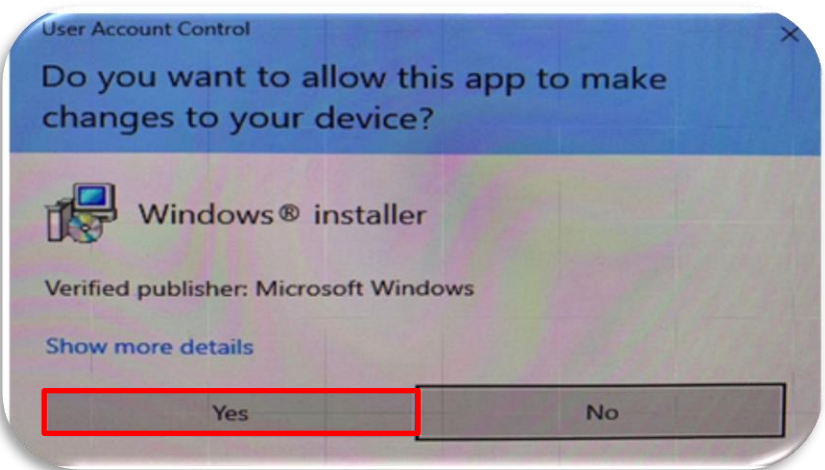 User Account Control
Do you want to allow this app to make
changes to your device?
Windows® installer
Verified publisher: Microsoft Windows
Show more details
Yes
No